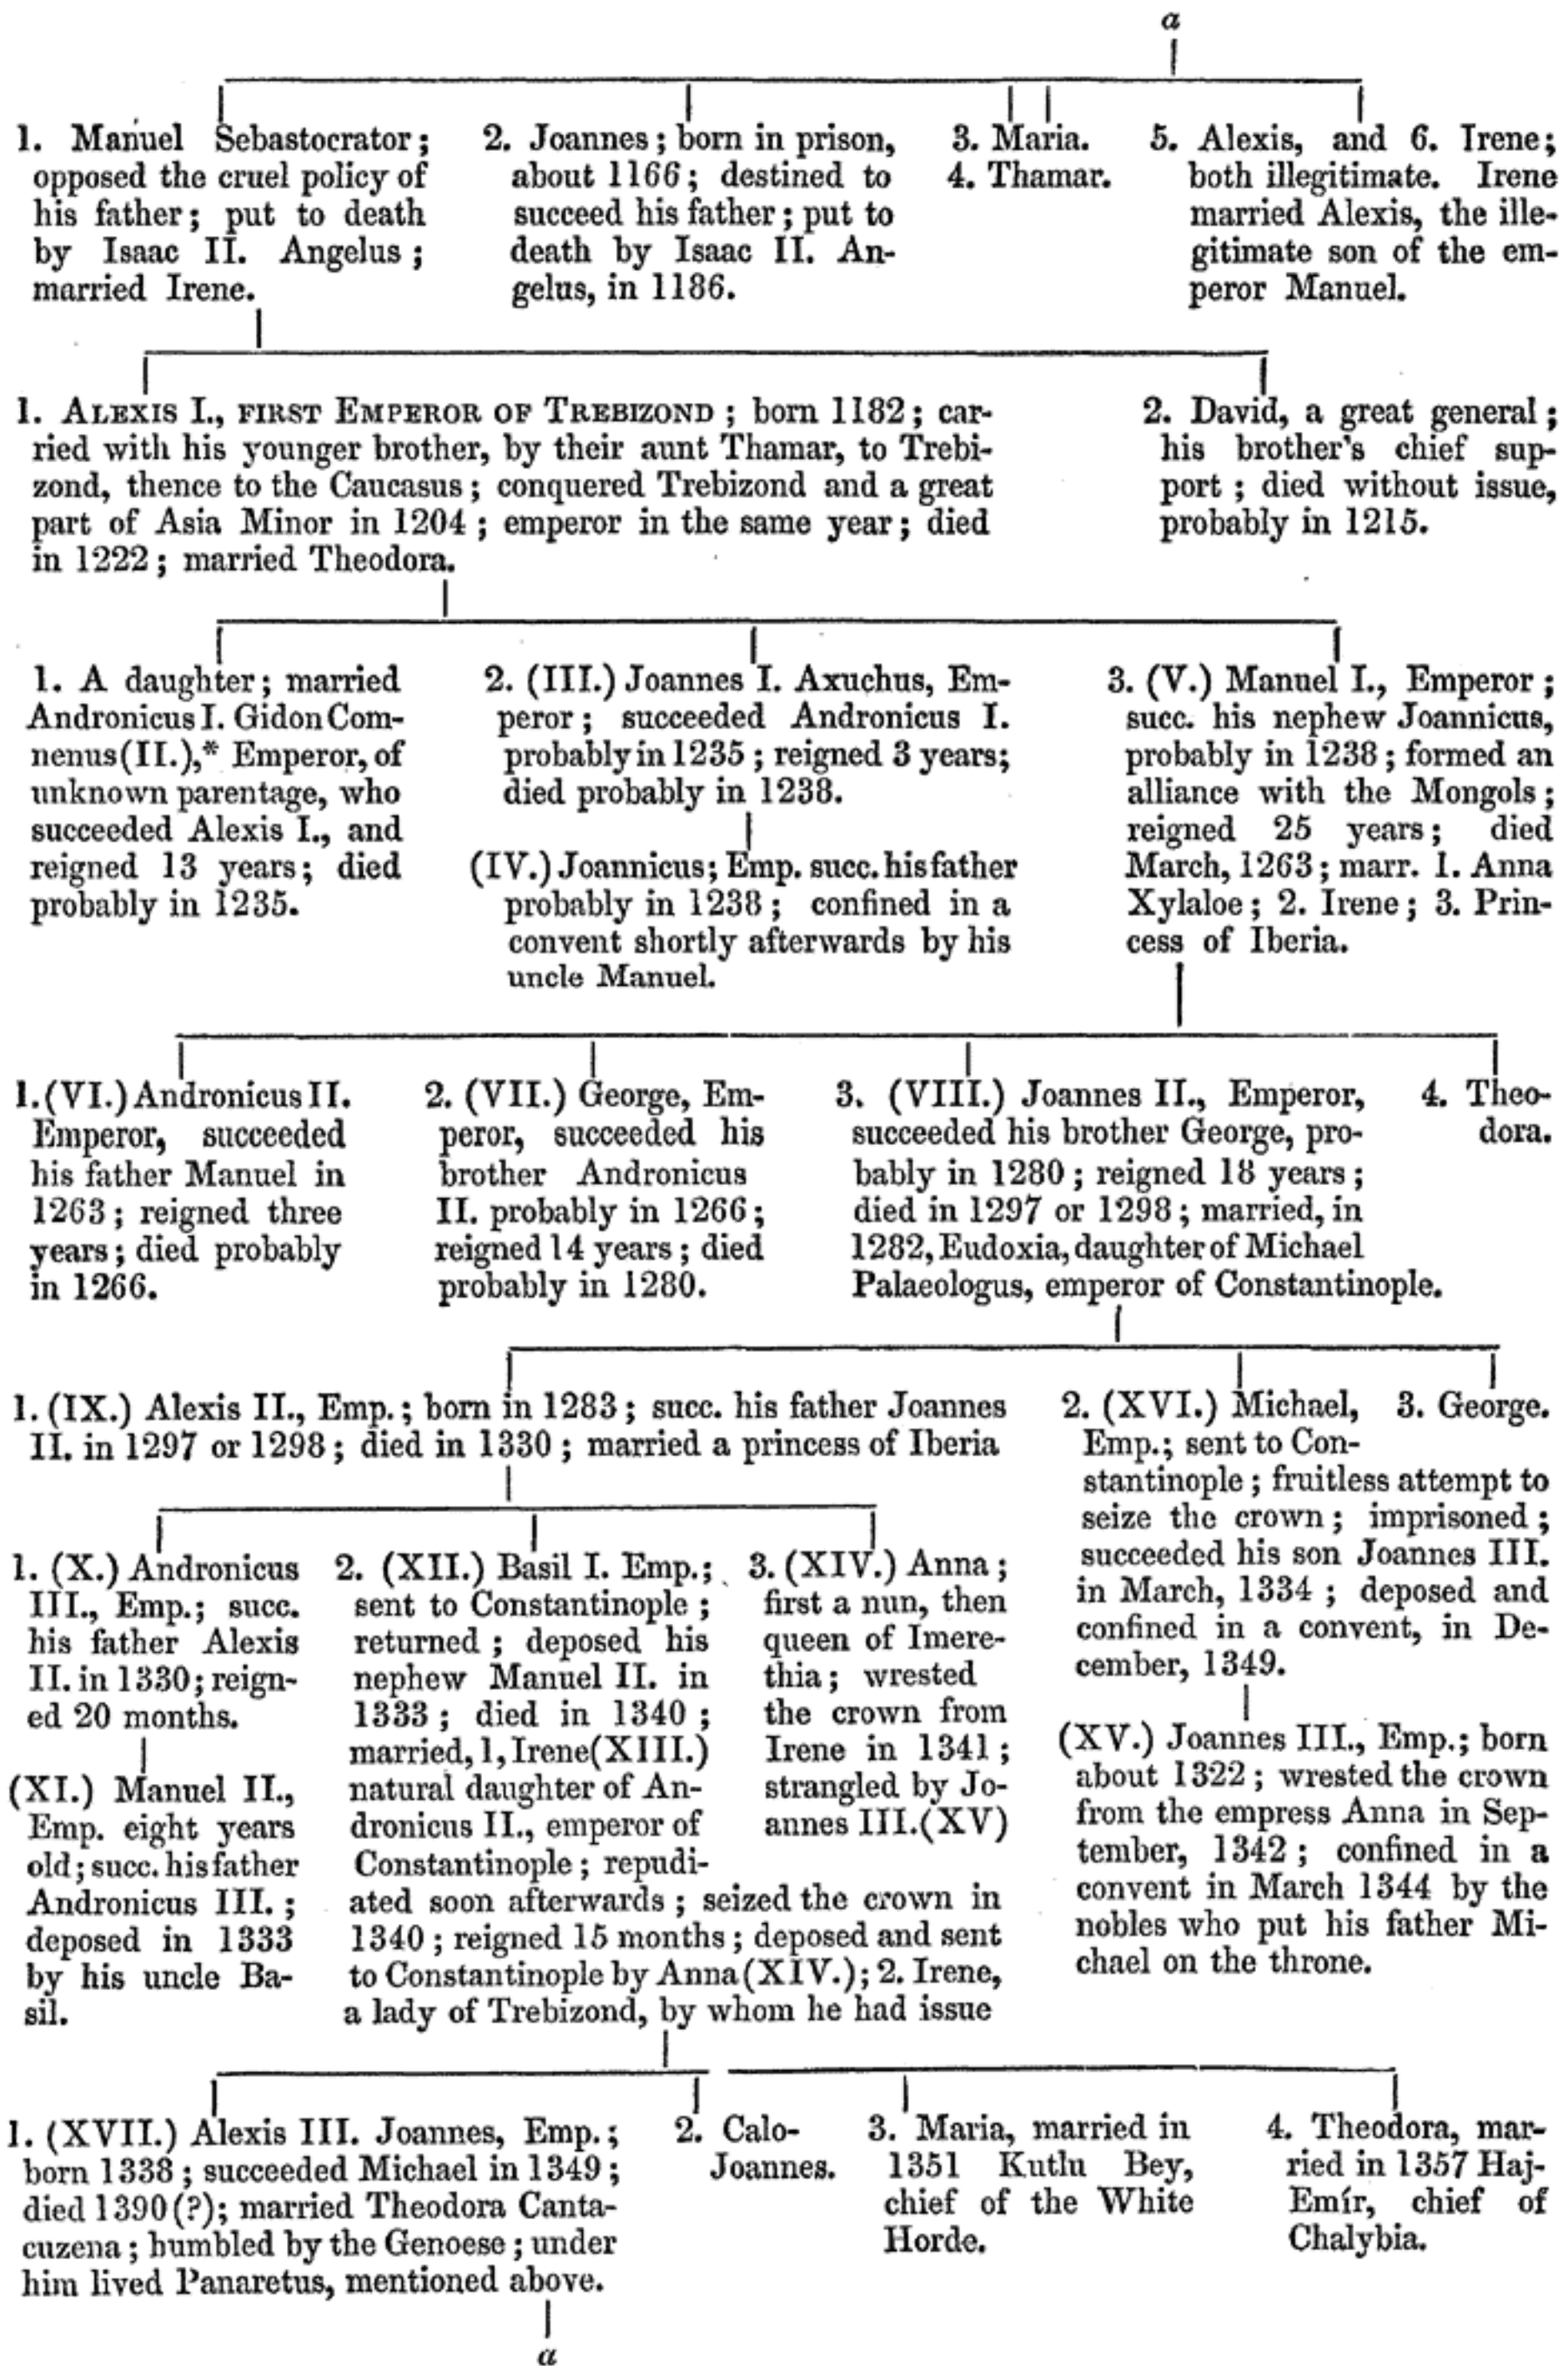 a
1. Manuel Sebastocrator;
opposed the cruel policy of
his father; put to death
by Isaac II. Angelus;
married Irene.
2. Joannes; born in prison,
about 1166; destined to
succeed his father; put to
death by Isaac II. An-
gelus, in 1186.
3. Maria.
4. Thamar.
5. Alexis, and 6. Irene;
both illegitimate. Irene
married Alexis, the ille-
gitimate son of the em-
peror Manuel.
1. ALEXIS I., FIRST EMPEROR OF TREBIZOND; born 1182; car-
ried with his younger brother, by their aunt Thamar, to Trebi-
zond, thence to the Caucasus; conquered Trebizond and a great
part of Asia Minor in 1204; emperor in the same year; died
in 1222; married Theodora.
2. David, a great general;
his brother's chief sup-
port; died without issue,
probably in 1215.
1. A daughter; married
Andronicus I. Gidon Com-
nenus (II.),* Emperor, of
unknown parentage, who
succeeded Alexis I., and
reigned 13 years; died
probably in 1235.
2. (III.) Joannes I. Axuchus, Em-
peror; succeeded Andronicus I.
probably in 1235; reigned 3 years;
died probably in 1238.
(IV.) Joannicus; Emp. succ. his father
probably in 1238; confined in a
convent shortly afterwards by his
uncle Manuel.
3. (V.) Manuel I., Emperor;
succ. his nephew Joannicus,
probably in 1238; formed an
alliance with the Mongols;
reigned 25 years; died
March, 1263; marr. 1. Anna
Xylaloe; 2. Irene; 3. Prin-
cess of Iberia.
1. (VI.) Andronicus II.
Emperor, succeeded
his father Manuel in
1263; reigned three
years; died probably
in 1266.
2. (VII.) George, Em-
peror, succeeded his
brother Andronicus
II. probably in 1266;
reigned 14 years; died
probably in 1280.
3. (VIII.) Joannes II., Emperor,
succeeded his brother George, pro-
bably in 1280; reigned 18 years;
died in 1297 or 1298; married, in
1282, Eudoxia, daughter of Michael
Palaeologus, emperor of Constantinople.
4. Theo-
dora.
1. (IX.) Alexis II., Emp.; born in 1283; succ. his father Joannes
II. in 1297 or 1298; died in 1330; married a princess of Iberia
2. (XVI.) Michael,
Emp.; sent to Con-
stantinople; fruitless attempt to
seize the crown; imprisoned;
succeeded his son Joannes III.
in March, 1334; deposed and
confined in a convent, in De-
cember, 1349.
3. George.
1. (X.) Andronicus
III., Emp.; succ.
his father Alexis
II. in 1330; reign-
ed 20 months.
(XI.) Manuel II.,
Emp. eight years
old; succ. his father
Andronicus III.;
deposed in 1333
by his uncle Ba-
sil.
2. (XII.) Basil I. Emp.;
sent to Constantinople;
returned; deposed his
nephew Manuel II. in
1333; died in 1340;
married, 1, Irene (XIII.)
natural daughter of An-
dronicus II., emperor of
Constantinople; repudi-
ated soon afterwards; seized the crown in
1340; reigned 15 months; deposed and sent
to Constantinople by Anna (XIV.); 2. Irene,
a lady of Trebizond, by whom he had issue
3. (XIV.) Anna;
first a nun, then
queen of Imere-
thia; wrested
the crown from
Irene in 1341;
strangled by Jo-
annes III. (XV)
(XV.) Joannes III., Emp.; born
about 1322; wrested the crown
from the empress Anna in Sep-
tember, 1342; confined in a
convent in March 1344 by the
nobles who put his father Mi-
chael on the throne.
1. (XVII.) Alexis III. Joannes, Emp.;
born 1338; succeeded Michael in 1349;
died 1390 (?); married Theodora Canta-
cuzena; humbled by the Genoese; under
him lived Panaretus, mentioned above.
2. Calo-
Joannes.
3. Maria, married in
1351 Kutlu Bey,
chief of the White
Horde.
4. Theodora, mar-
ried in 1357 Haj-
Emír, chief of
Chalybia.
a